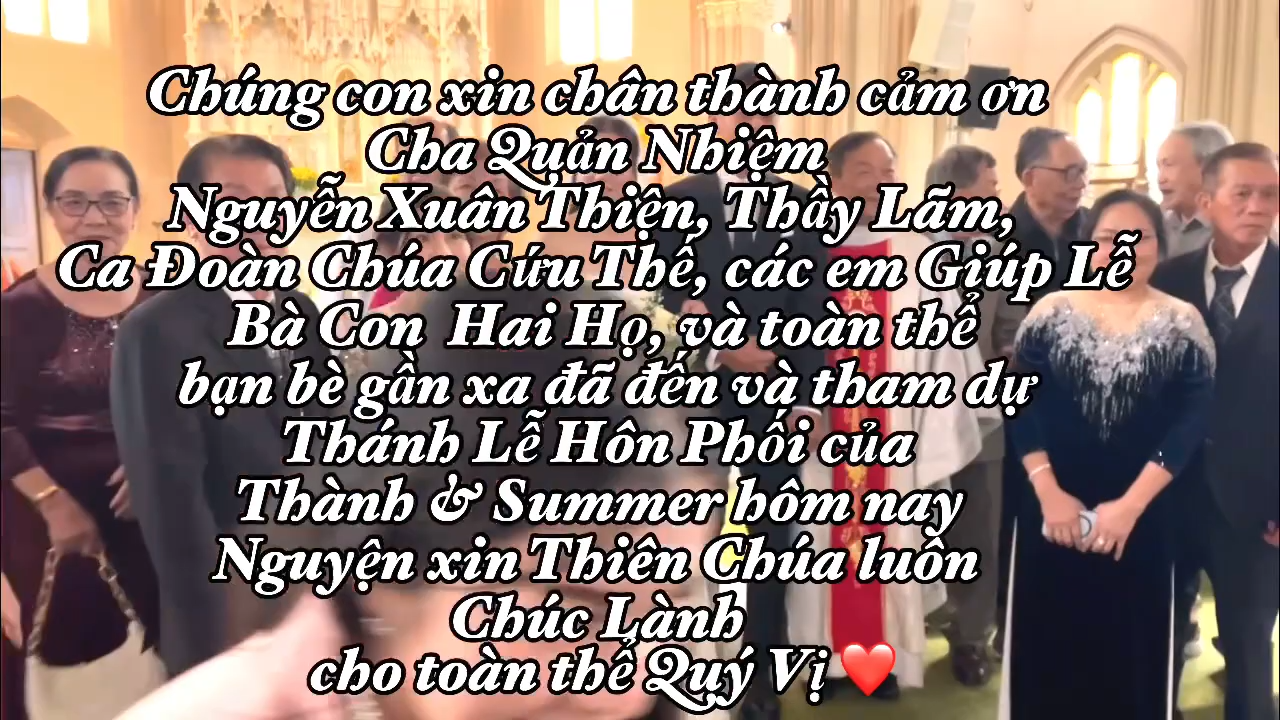 Chúng con xin chân thành cảm ơn
Cha Quản Nhiệm
Nguyễn Xuân Thiện, Thầy Lãm,
Ca Đoàn Chúa Cứu Thế, các em Giúp Lễ
Bà Con Hai Họ, và toàn thể
bạn bè gần xa đã đến và tham dự
Thánh Lễ Hôn Phối của
Thành & Summer hôm nay
Nguyện xin Thiên Chúa luôn
Chúc Lành
cho toàn thể Quý Vị ❤️